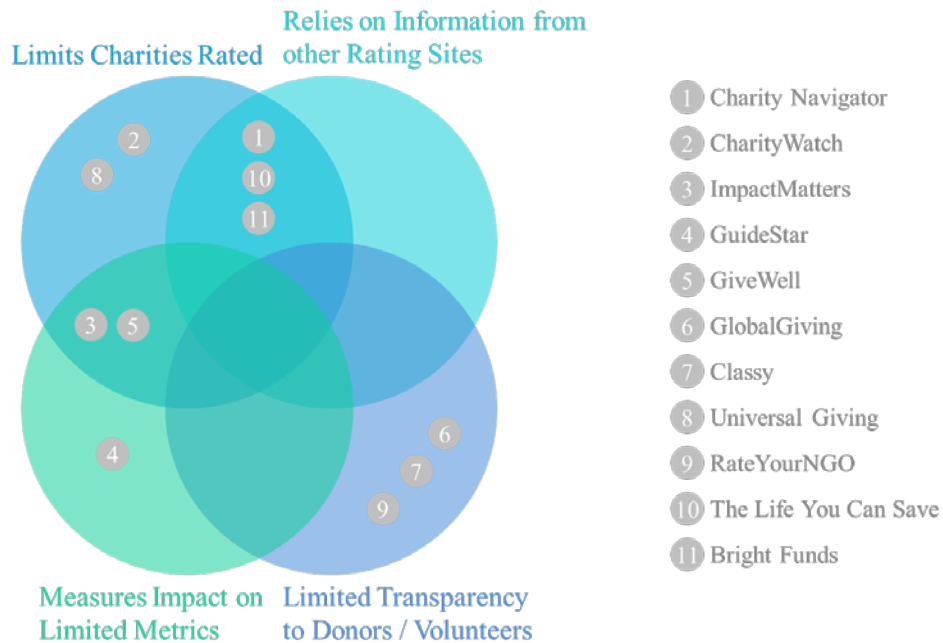 Limits Charities Rated
Relies on Information from
other Rating Sites
2
8
1
10
11
3
5
4
6
7
9
Measures Impact on
Limited Metrics
Limited Transparency
to Donors / Volunteers
1 Charity Navigator
2 CharityWatch
3 ImpactMatters
4 GuideStar
5 GiveWell
6 GlobalGiving
7 Classy
8 Universal Giving
9 RateYourNGO
10 The Life You Can Save
11 Bright Funds